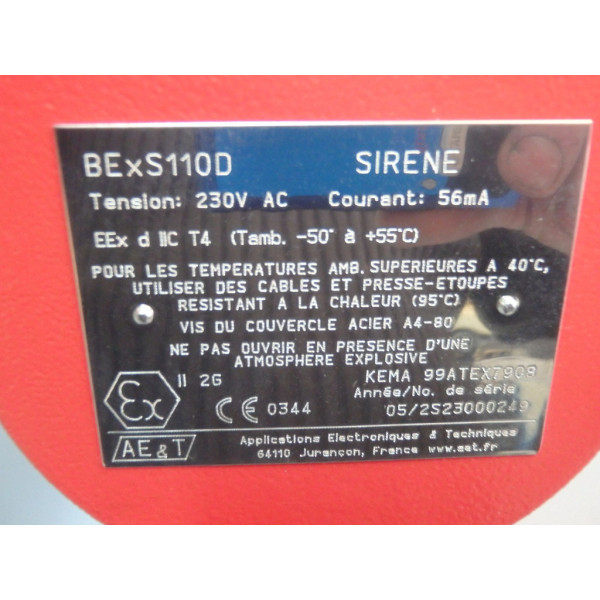 BExS110D SIRENE
Tension: 230V AC Courant: 56mA
EEx d IIC T4 (Tamb. -50° à +55°C)
POUR LES TEMPERATURES AMB. SUPERIEURES A 40°C,
UTILISER DES CABLES ET PRESSE-ETOUPES
RESISTANT A LA CHALEUR (95°C)
VIS DU COUVERCLE ACIER A4-80
NE PAS OUVRIR EN PRESENCE D'UNE
ATMOSPHERE EXPLOSIVE
Ex II 2G KEMA 99ATEX7908
Année/No. de série
CE 0344 05/2S23000249
AE&T Applications Electroniques & Techniques
64110 Jurançon, France www.aet.fr